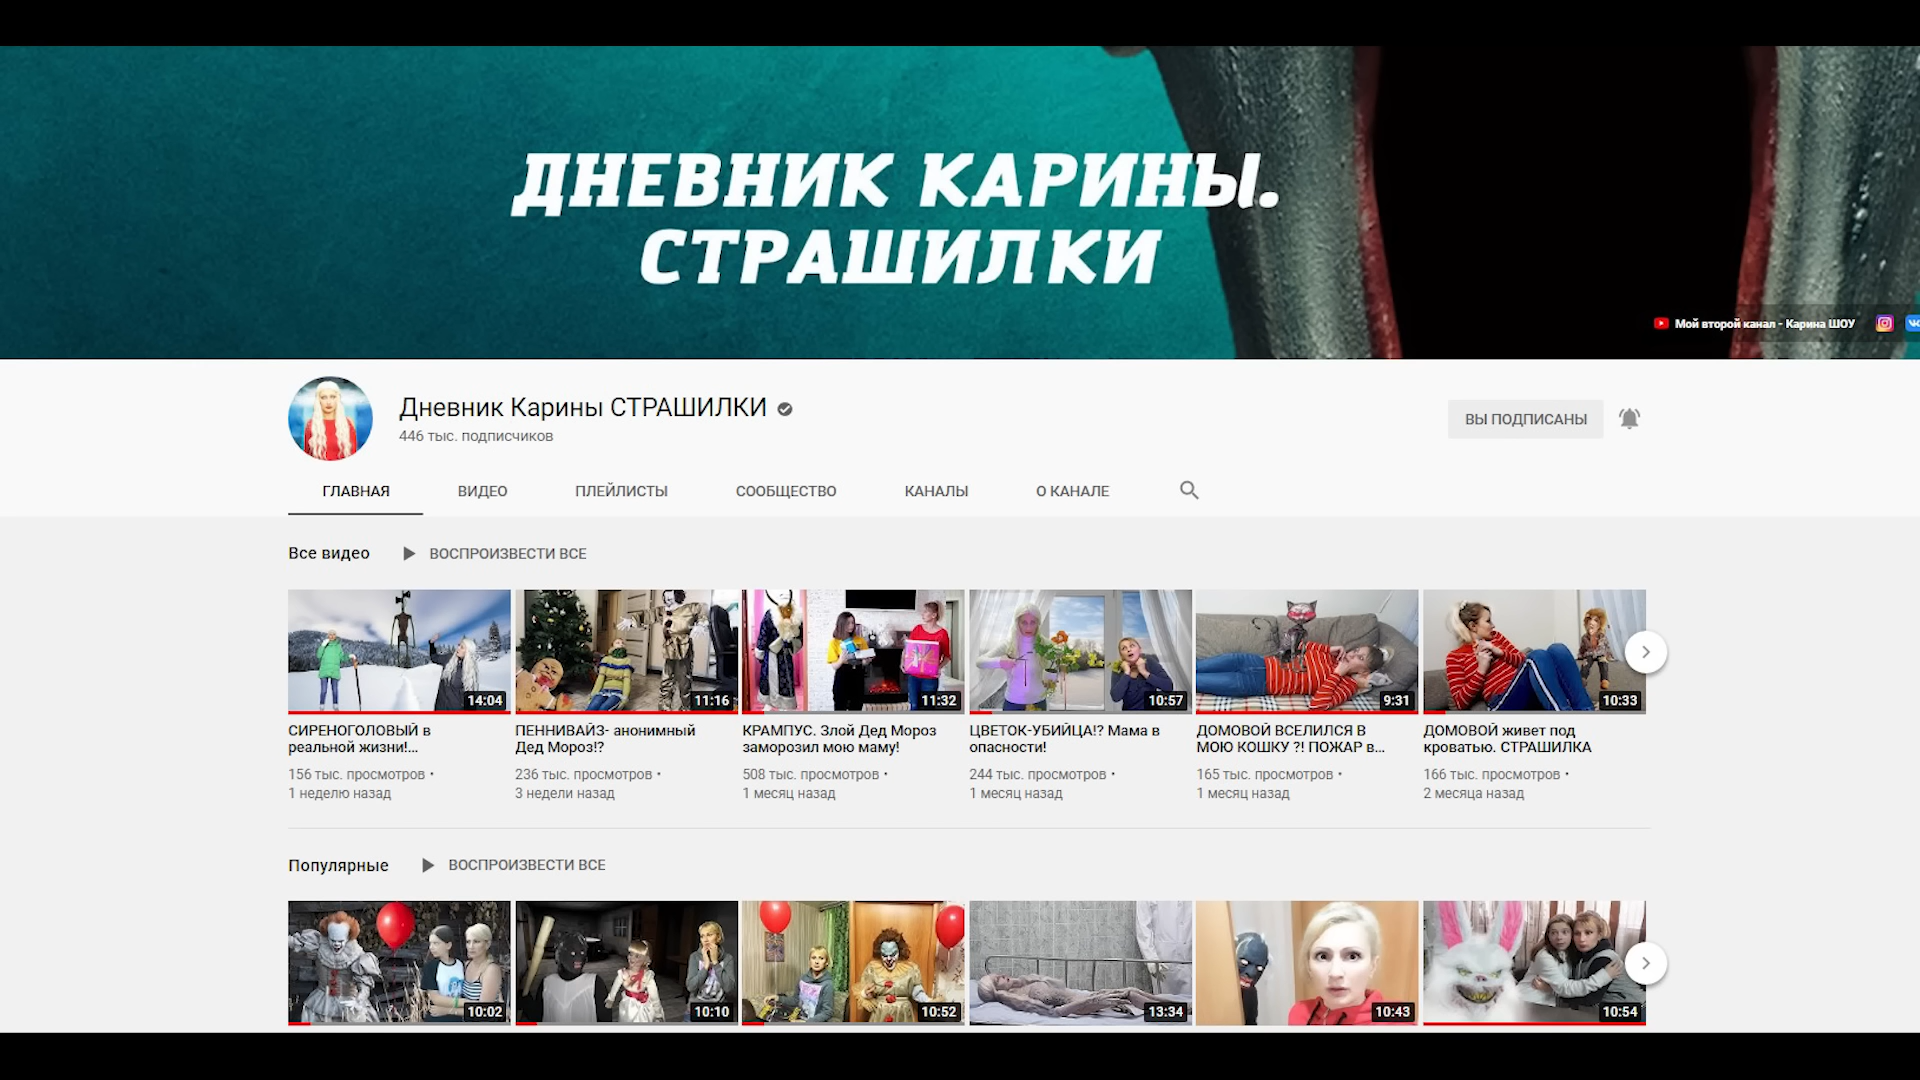 ДНЕВНИК КАРИНЫ.
СТРАШИЛКИ
Мой второй канал - Карина ШОУ
Дневник Карины СТРАШИЛКИ
446 тыс. подписчиков
ВЫ ПОДПИСАНЫ
ГЛАВНАЯ ВИДЕО ПЛЕЙЛИСТЫ СООБЩЕСТВО КАНАЛЫ О КАНАЛЕ
Все видео ВОСПРОИЗВЕСТИ ВСЕ
14:04
СИРЕНОГОЛОВЫЙ в
реальной жизни!...
156 тыс. просмотров •
1 неделю назад
11:16
ПЕННИВАЙЗ- анонимный
Дед Мороз!?
236 тыс. просмотров •
3 недели назад
11:32
КРАМПУС. Злой Дед Мороз
заморозил мою маму!
508 тыс. просмотров •
1 месяц назад
10:57
ЦВЕТОК-УБИЙЦА!? Мама в
опасности!
244 тыс. просмотров •
1 месяц назад
9:31
ДОМОВОЙ ВСЕЛИЛСЯ В
МОЮ КОШКУ ?! ПОЖАР в...
165 тыс. просмотров •
1 месяц назад
10:33
ДОМОВОЙ живет под
кроватью. СТРАШИЛКА
166 тыс. просмотров •
2 месяца назад
Популярные ВОСПРОИЗВЕСТИ ВСЕ
10:02
10:10
10:52
13:34
10:43
10:54